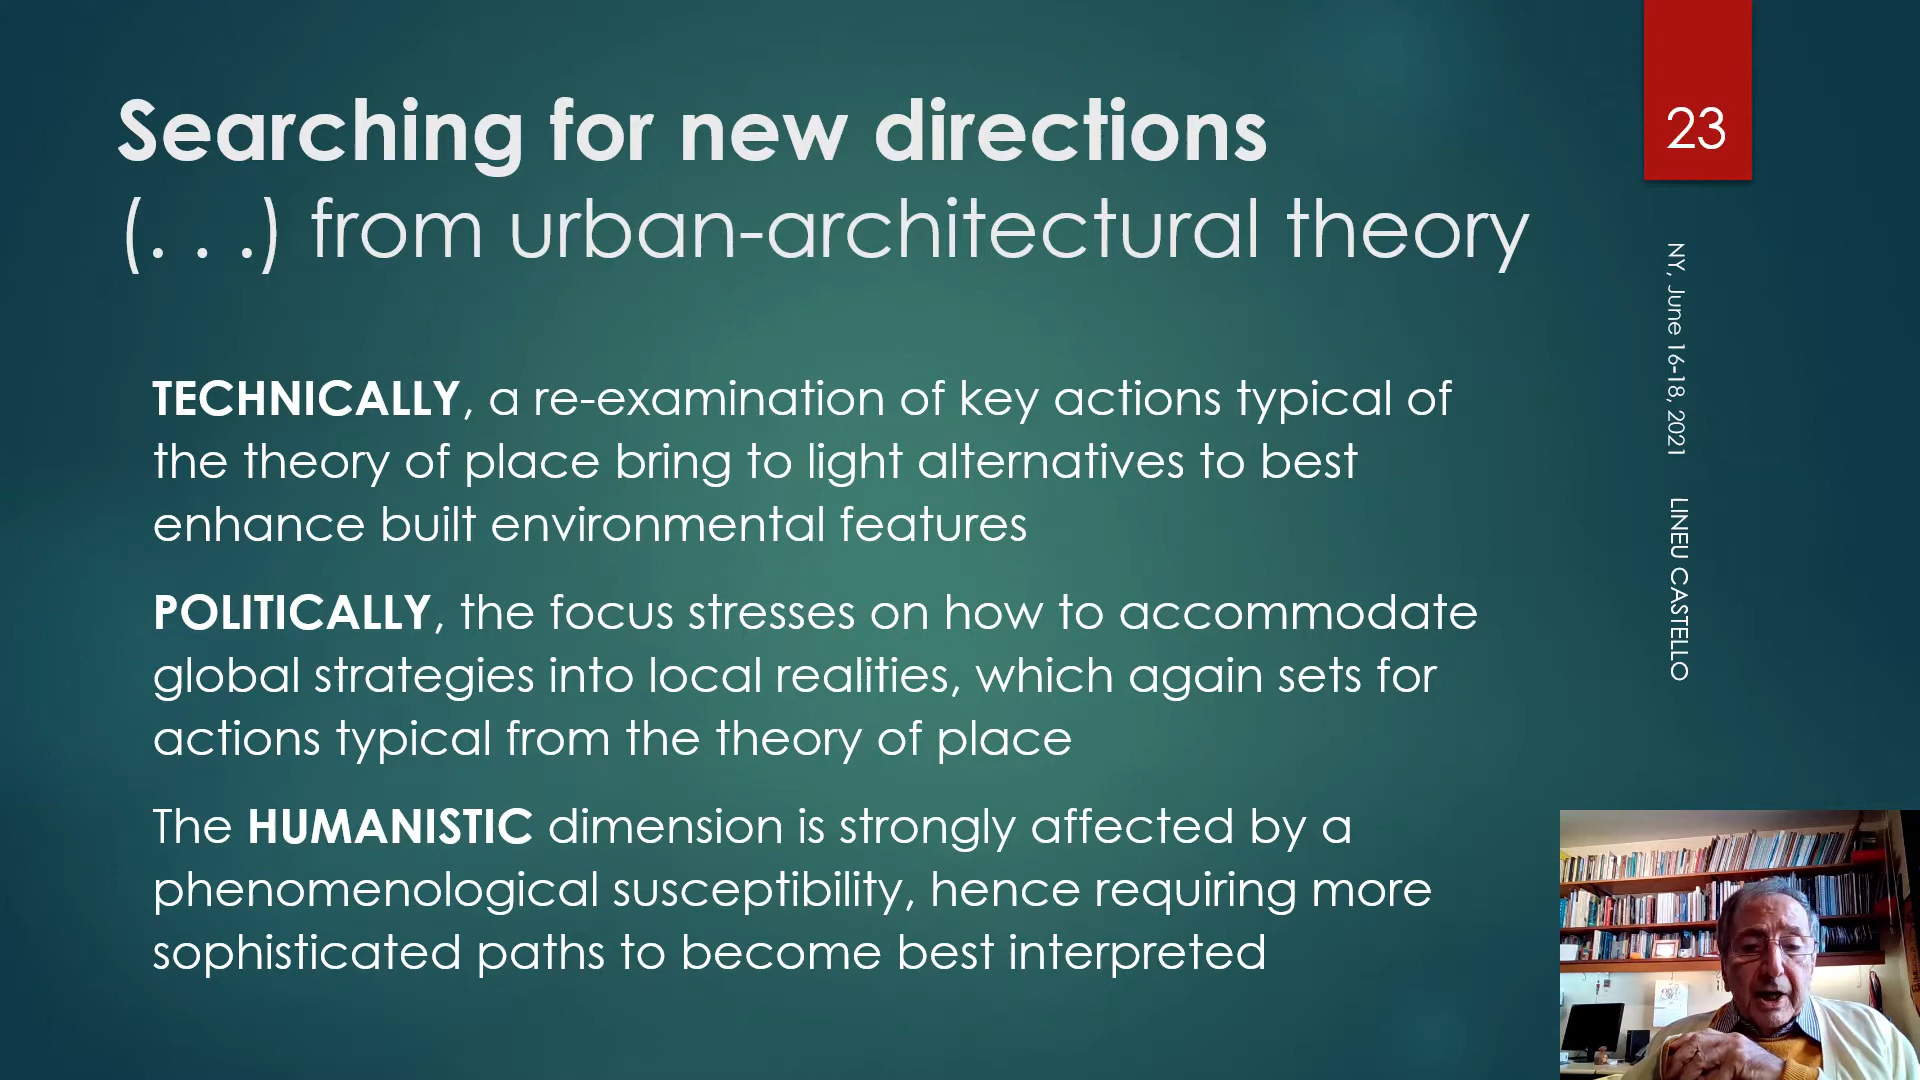 Searching for new directions
(. . .) from urban-architectural theory
23
TECHNICALLY, a re-examination of key actions typical of
the theory of place bring to light alternatives to best
enhance built environmental features
POLITICALLY, the focus stresses on how to accommodate
global strategies into local realities, which again sets for
actions typical from the theory of place
The HUMANISTIC dimension is strongly affected by a
phenomenological susceptibility, hence requiring more
sophisticated paths to become best interpreted
NY, June 16-18, 2021 LINEU CASTELLO